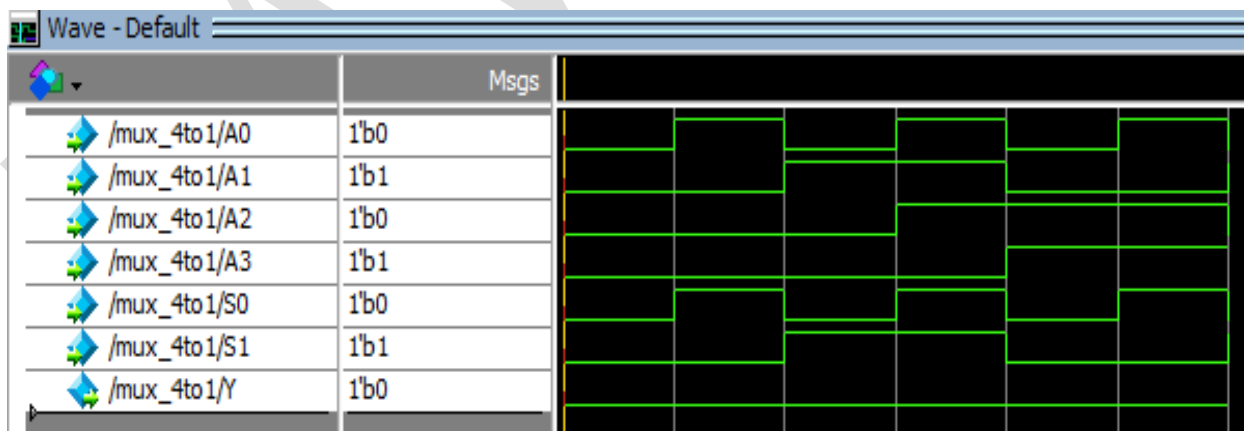 Wave - Default
Msgs
/mux_4to1/A0 1'b0
/mux_4to1/A1 1'b1
/mux_4to1/A2 1'b0
/mux_4to1/A3 1'b1
/mux_4to1/S0 1'b0
/mux_4to1/S1 1'b1
/mux_4to1/Y 1'b0